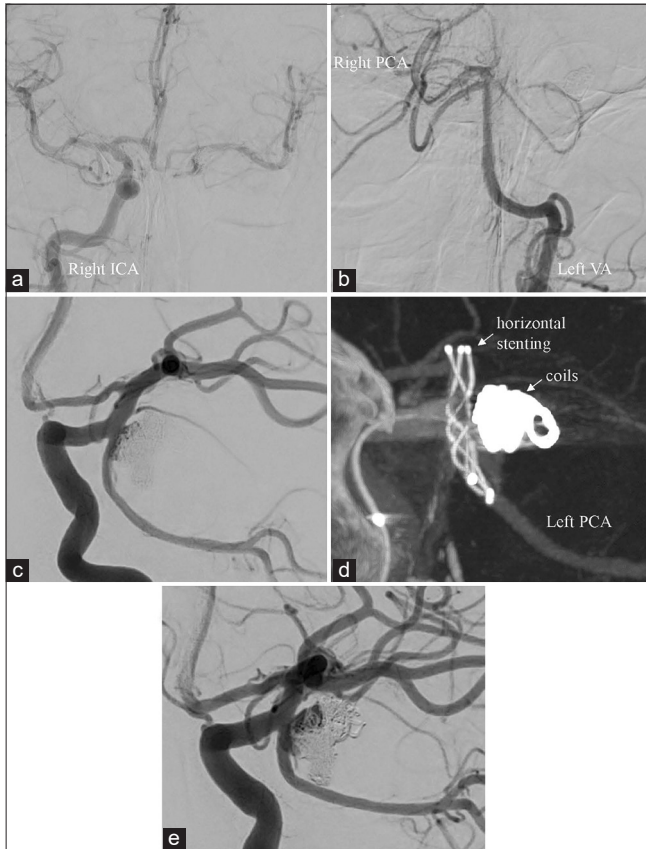 Right ICA
a
Right PCA
Left VA
b
c
horizontal
stenting
coils
Left PCA
d
e